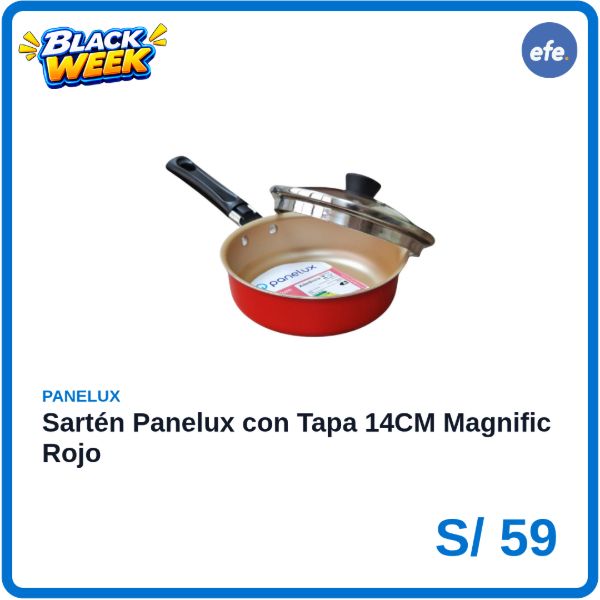 BLACK
WEEK
efe.
panelux
PANELUX
Sartén Panelux con Tapa 14CM Magnific
Rojo
S/ 59